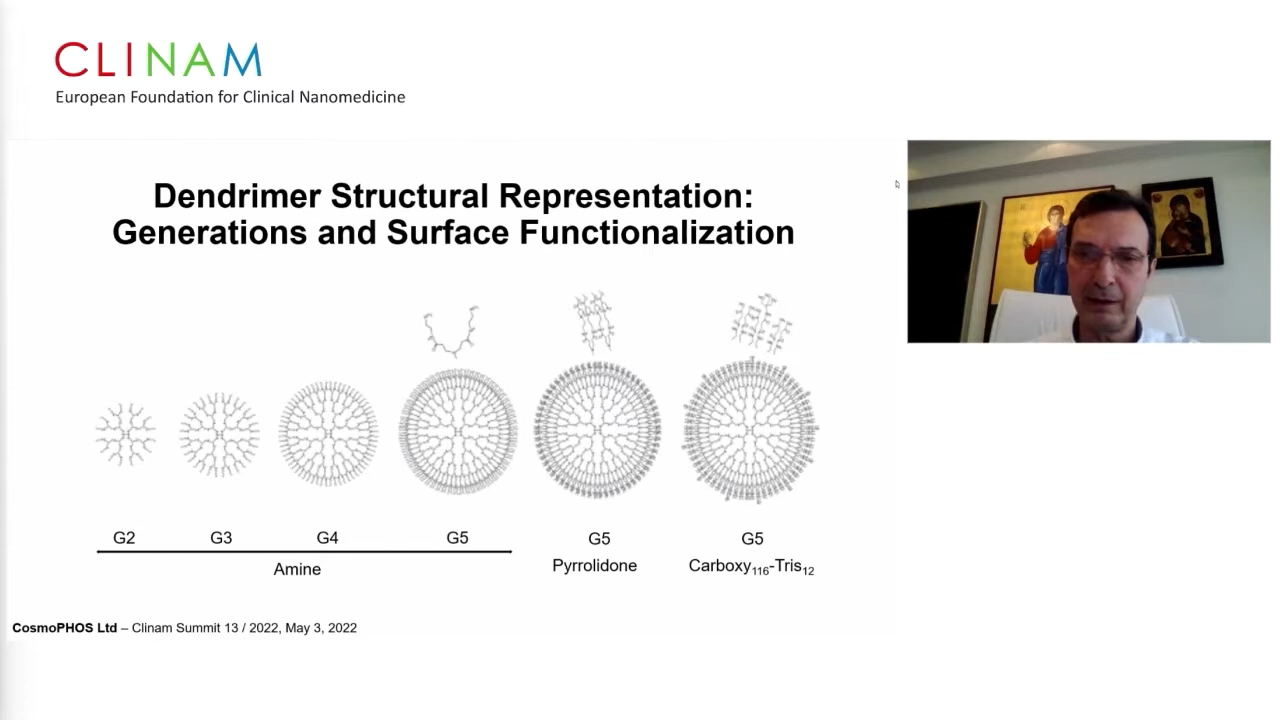 CLINAM
European Foundation for Clinical Nanomedicine
Dendrimer Structural Representation:
Generations and Surface Functionalization
G2 G3 G4 G5 G5 G5
Amine Pyrrolidone Carboxy₁₁₆-Tris₁₂
CosmoPHOS Ltd – Clinam Summit 13 / 2022, May 3, 2022